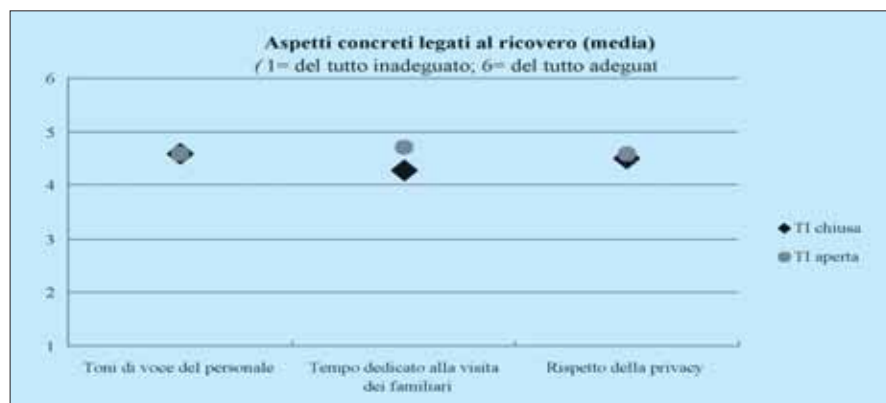 Aspetti concreti legati al ricovero (media)
( 1= del tutto inadeguato; 6= del tutto adeguat
6
5
4
3
2
1
TI chiusa
TI aperta
Toni di voce del personale
Tempo dedicato alla visita
dei familiari
Rispetto della privacy